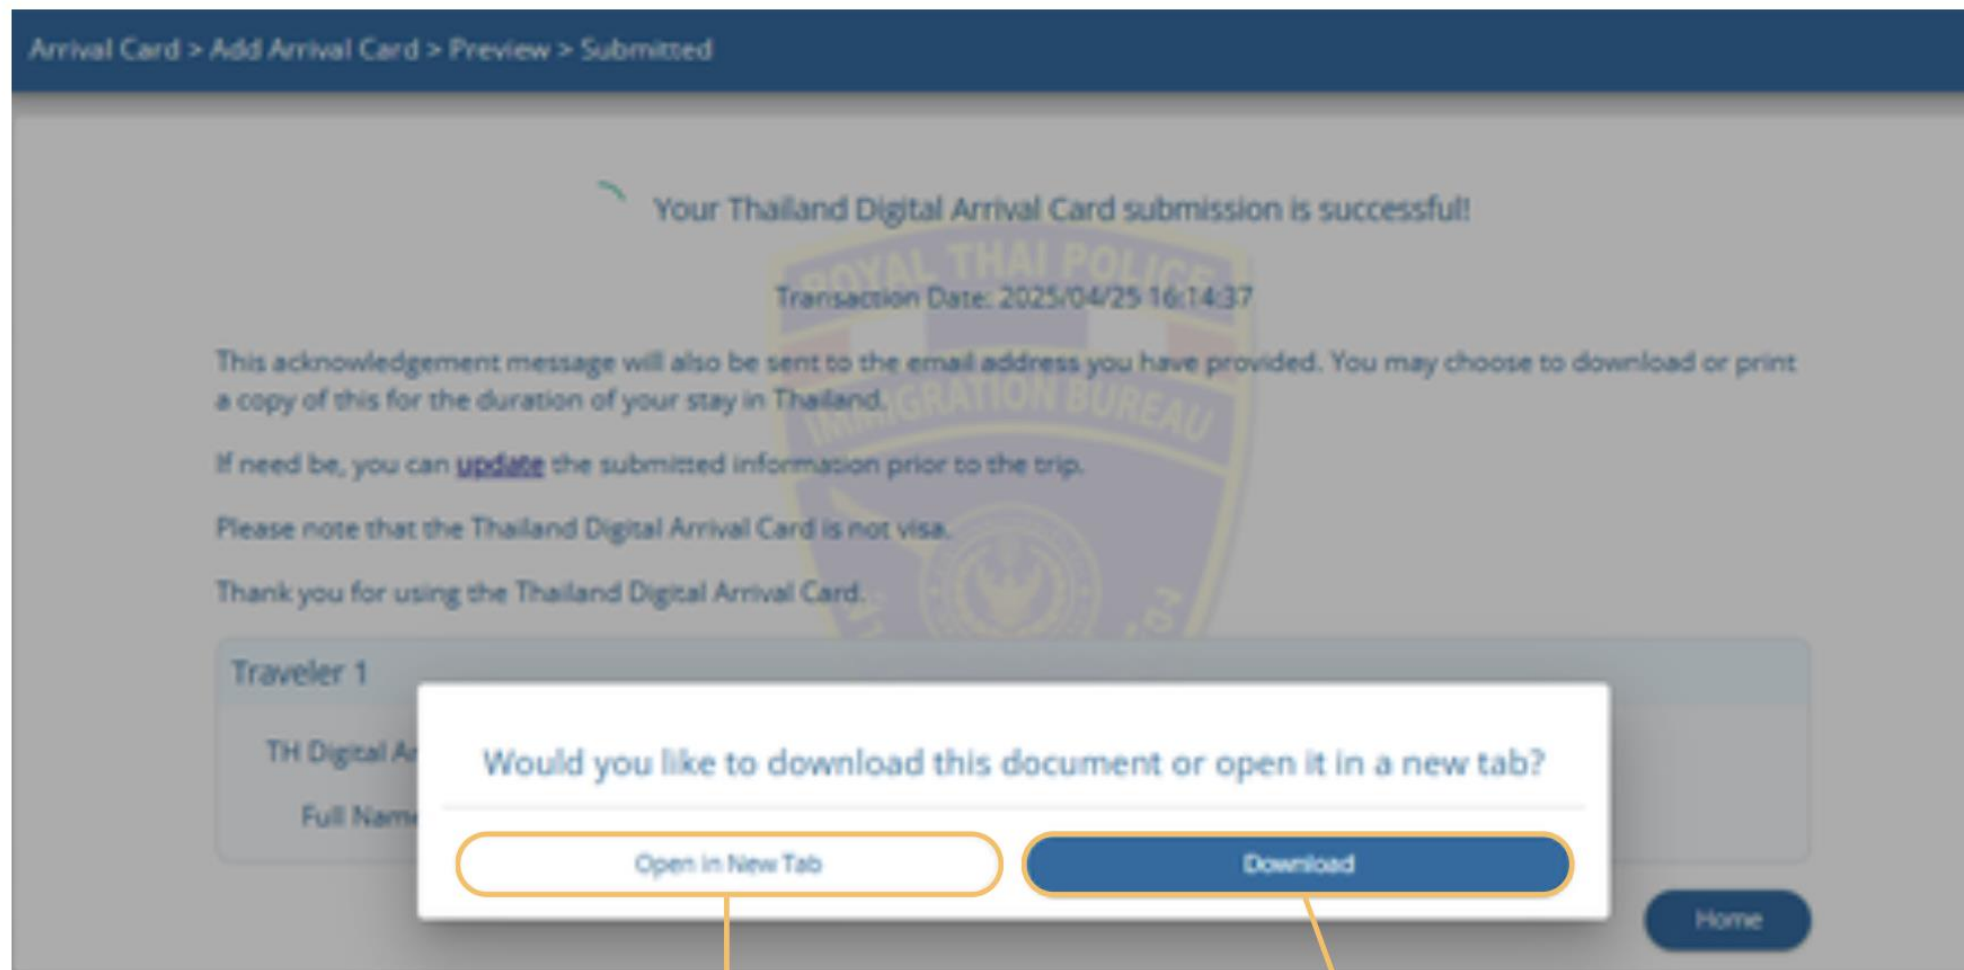 Arrival Card > Add Arrival Card > Preview > Submitted
Your Thailand Digital Arrival Card submission is successful!
ROYAL THAI POLICE
Transaction Date: 2025/04/25 16:14:37
This acknowledgement message will also be sent to the email address you have provided. You may choose to download or print
a copy of this for the duration of your stay in Thailand.
IMMIGRATION BUREAU
If need be, you can update the submitted information prior to the trip.
Please note that the Thailand Digital Arrival Card is not visa.
Thank you for using the Thailand Digital Arrival Card.
Traveler 1
TH Digital
Full Name
Would you like to download this document or open it in a new tab?
Open in New Tab
Download
Home